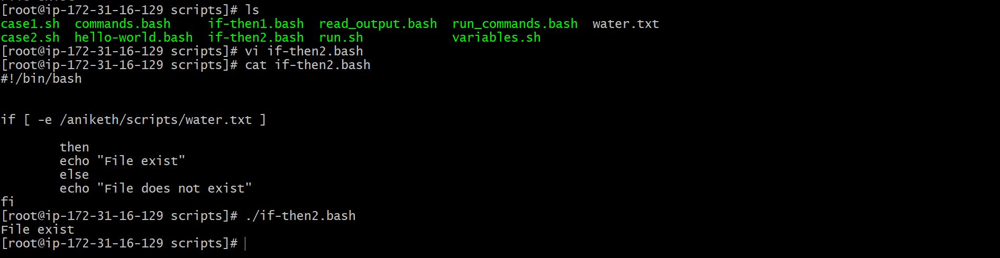 [root@ip-172-31-16-129 scripts]# ls
case1.sh  commands.bash     if-then1.bash  read_output.bash  run_commands.bash  water.txt
case2.sh  hello-world.bash  if-then2.bash  run.sh            variables.sh
[root@ip-172-31-16-129 scripts]# vi if-then2.bash
[root@ip-172-31-16-129 scripts]# cat if-then2.bash
#!/bin/bash
if [ -e /aniketh/scripts/water.txt ]
        then
        echo "File exist"
        else
        echo "File does not exist"
fi
[root@ip-172-31-16-129 scripts]# ./if-then2.bash
File exist
[root@ip-172-31-16-129 scripts]#